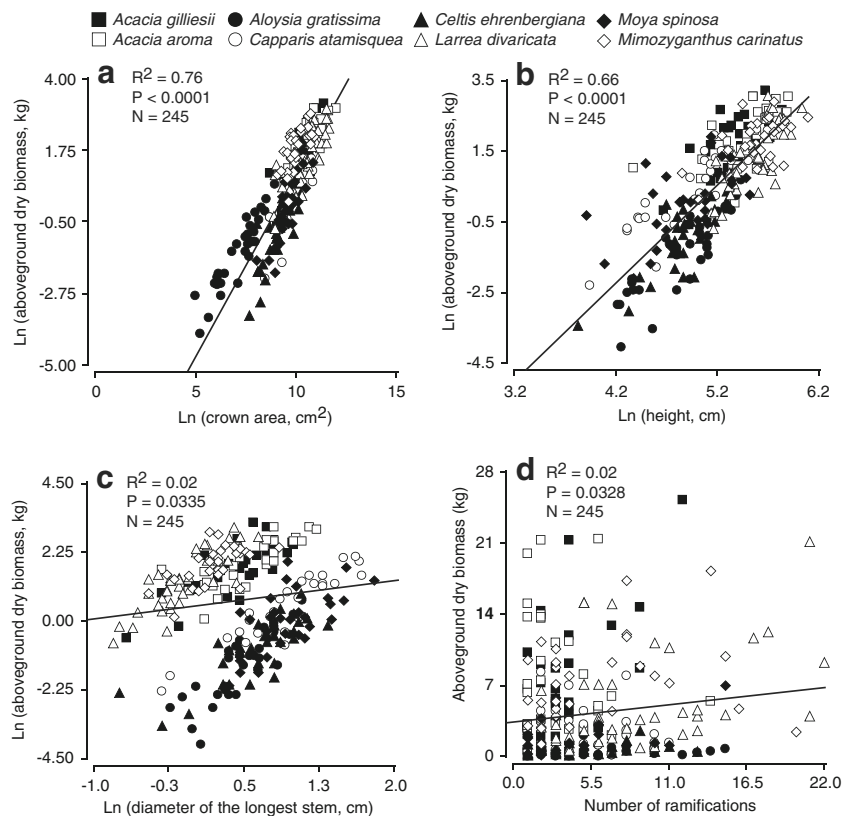 Acacia gilliesii Aloysia gratissima Celtis ehrenbergiana Moya spinosa
Acacia aroma Capparis atamisquea Larrea divaricata Mimozyganthus carinatus
a
R² = 0.76
P < 0.0001
N = 245
4.00
1.75
-0.50
-2.75
-5.00
Ln (aboveground dry biomass, kg)
0 5 10 15
Ln (crown area, cm²)
b
R² = 0.66
P < 0.0001
N = 245
3.5
1.5
-0.5
-2.5
-4.5
Ln (aboveground dry biomass, kg)
3.2 4.2 5.2 6.2
Ln (height, cm)
c
R² = 0.02
P = 0.0335
N = 245
4.50
2.25
0.00
-2.25
-4.50
Ln (aboveground dry biomass, kg)
-1.0 -0.3 0.5 1.3 2.0
Ln (diameter of the longest stem, cm)
d
R² = 0.02
P = 0.0328
N = 245
28
21
14
7
0
Aboveground dry biomass (kg)
0.0 5.5 11.0 16.5 22.0
Number of ramifications